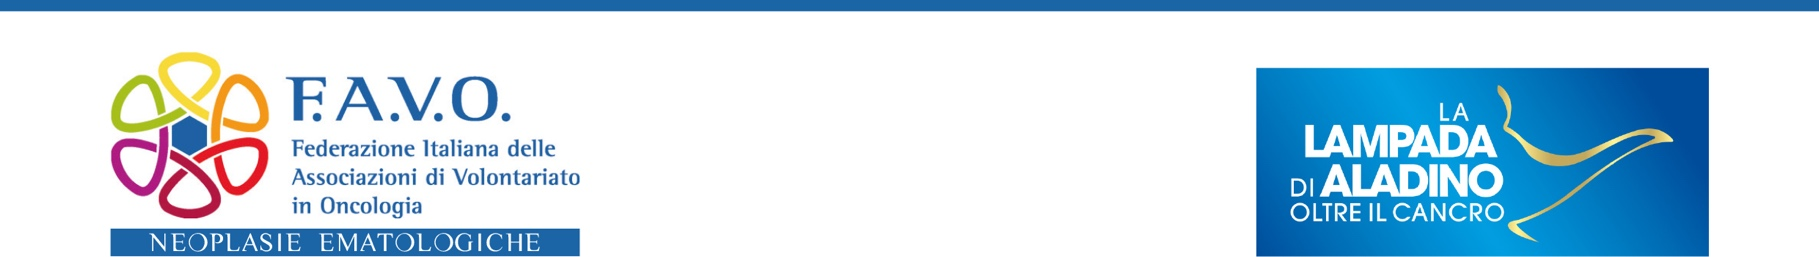 F.A.V.O.
Federazione Italiana delle
Associazioni di Volontariato
in Oncologia
NEOPLASIE EMATOLOGICHE
LA
LAMPADA
DI ALADINO
OLTRE IL CANCRO